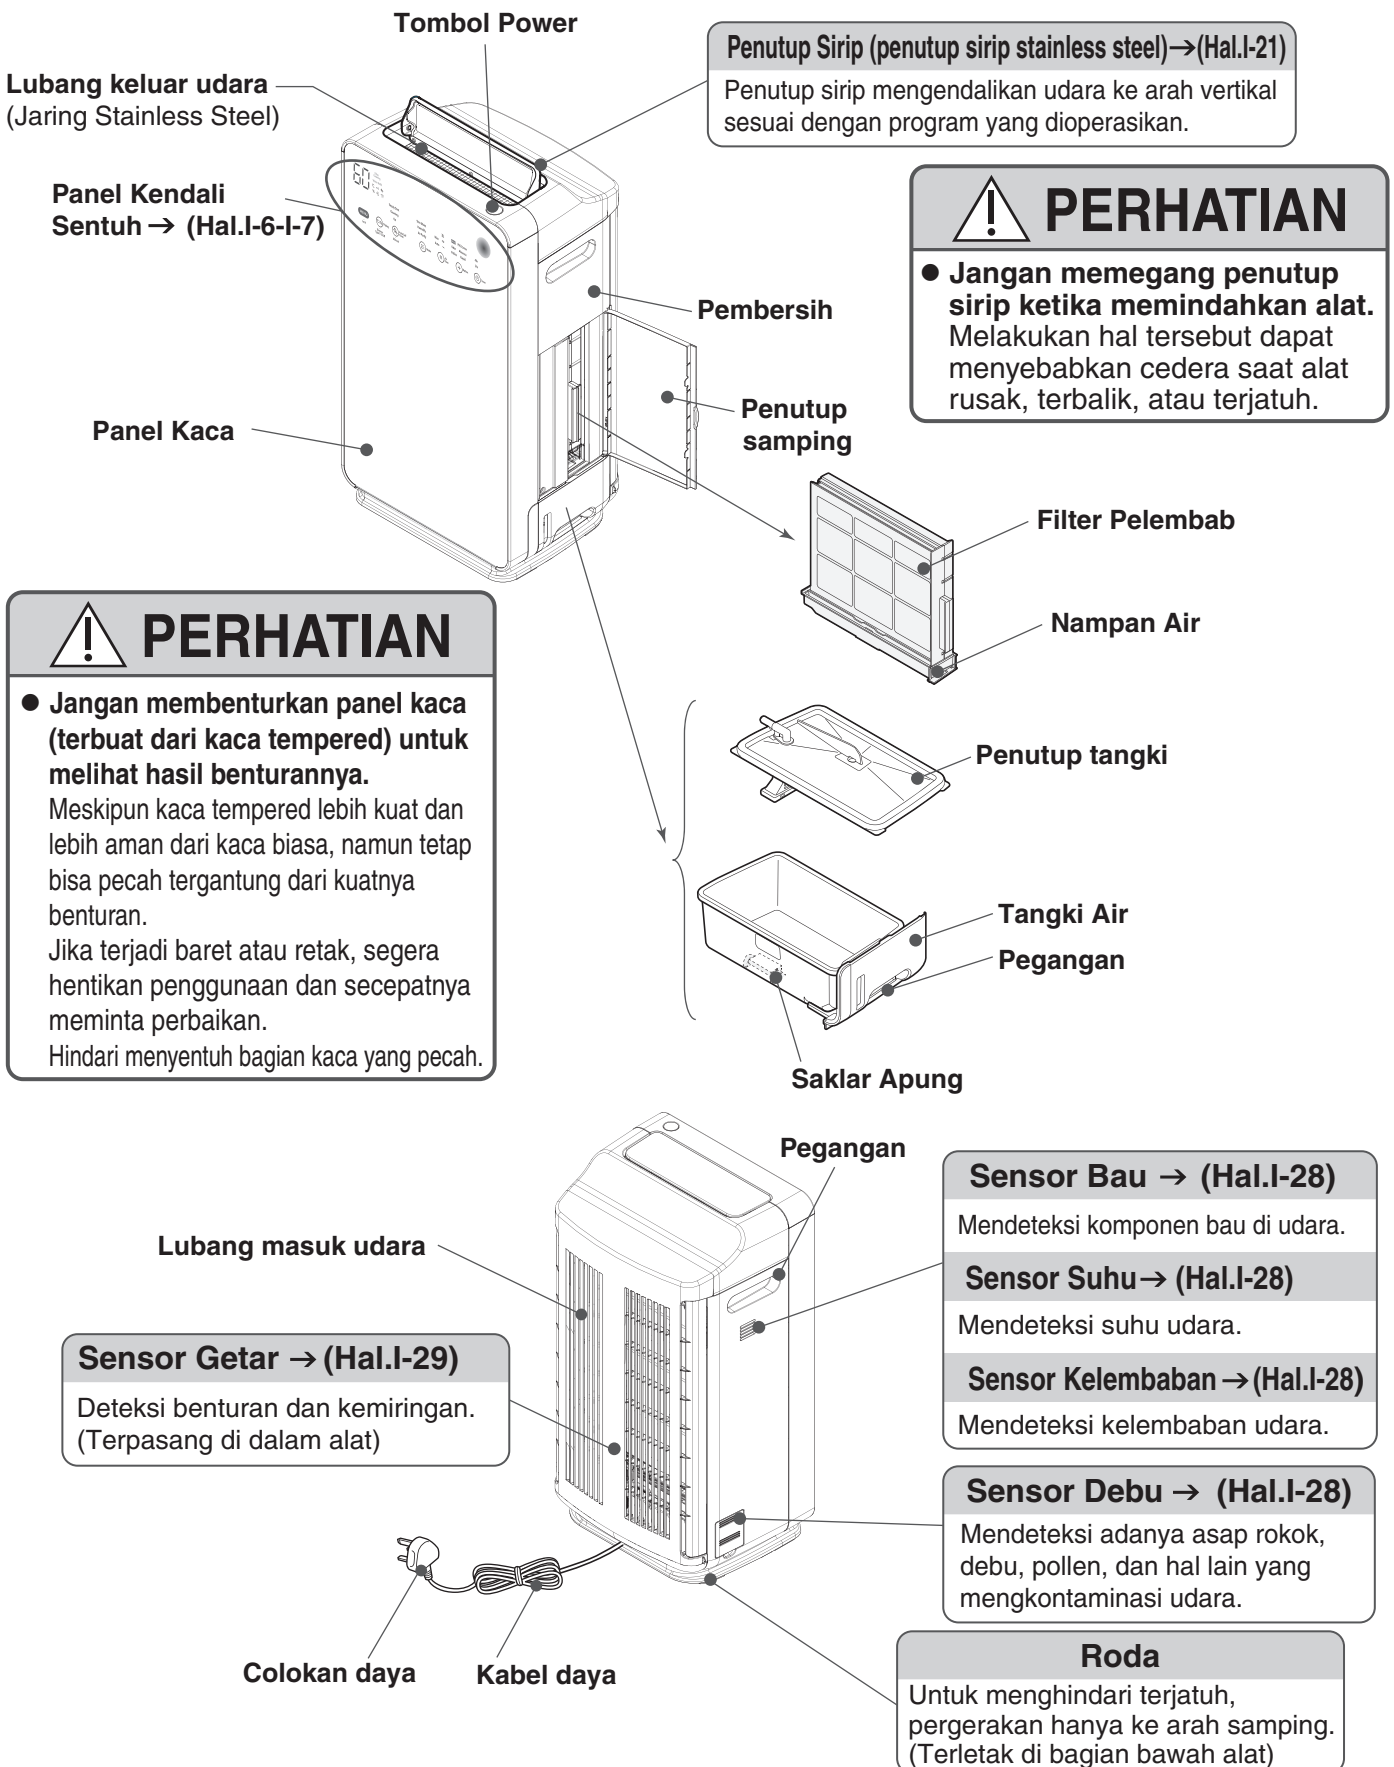 Tombol Power
Lubang keluar udara
(Jaring Stainless Steel)
Penutup Sirip (penutup sirip stainless steel)→(Hal.I-21)
Penutup sirip mengendalikan udara ke arah vertikal
sesuai dengan program yang dioperasikan.
Panel Kendali
Sentuh → (Hal.I-6-I-7)
60
PERHATIAN
● Jangan memegang penutup
sirip ketika memindahkan alat.
Melakukan hal tersebut dapat
menyebabkan cedera saat alat
rusak, terbalik, atau terjatuh.
Pembersih
Penutup
samping
Panel Kaca
Filter Pelembab
Nampan Air
PERHATIAN
● Jangan membenturkan panel kaca
(terbuat dari kaca tempered) untuk
melihat hasil benturannya.
Meskipun kaca tempered lebih kuat dan
lebih aman dari kaca biasa, namun tetap
bisa pecah tergantung dari kuatnya
benturan.
Jika terjadi baret atau retak, segera
hentikan penggunaan dan secepatnya
meminta perbaikan.
Hindari menyentuh bagian kaca yang pecah.
Penutup tangki
Tangki Air
Pegangan
Saklar Apung
Pegangan
Lubang masuk udara
Sensor Bau → (Hal.I-28)
Mendeteksi komponen bau di udara.
Sensor Suhu→ (Hal.I-28)
Mendeteksi suhu udara.
Sensor Kelembaban →(Hal.I-28)
Mendeteksi kelembaban udara.
Sensor Getar →(Hal.I-29)
Deteksi benturan dan kemiringan.
(Terpasang di dalam alat)
Sensor Debu → (Hal.I-28)
Mendeteksi adanya asap rokok,
debu, pollen, dan hal lain yang
mengkontaminasi udara.
Colokan daya
Kabel daya
Roda
Untuk menghindari terjatuh,
pergerakan hanya ke arah samping.
(Terletak di bagian bawah alat)